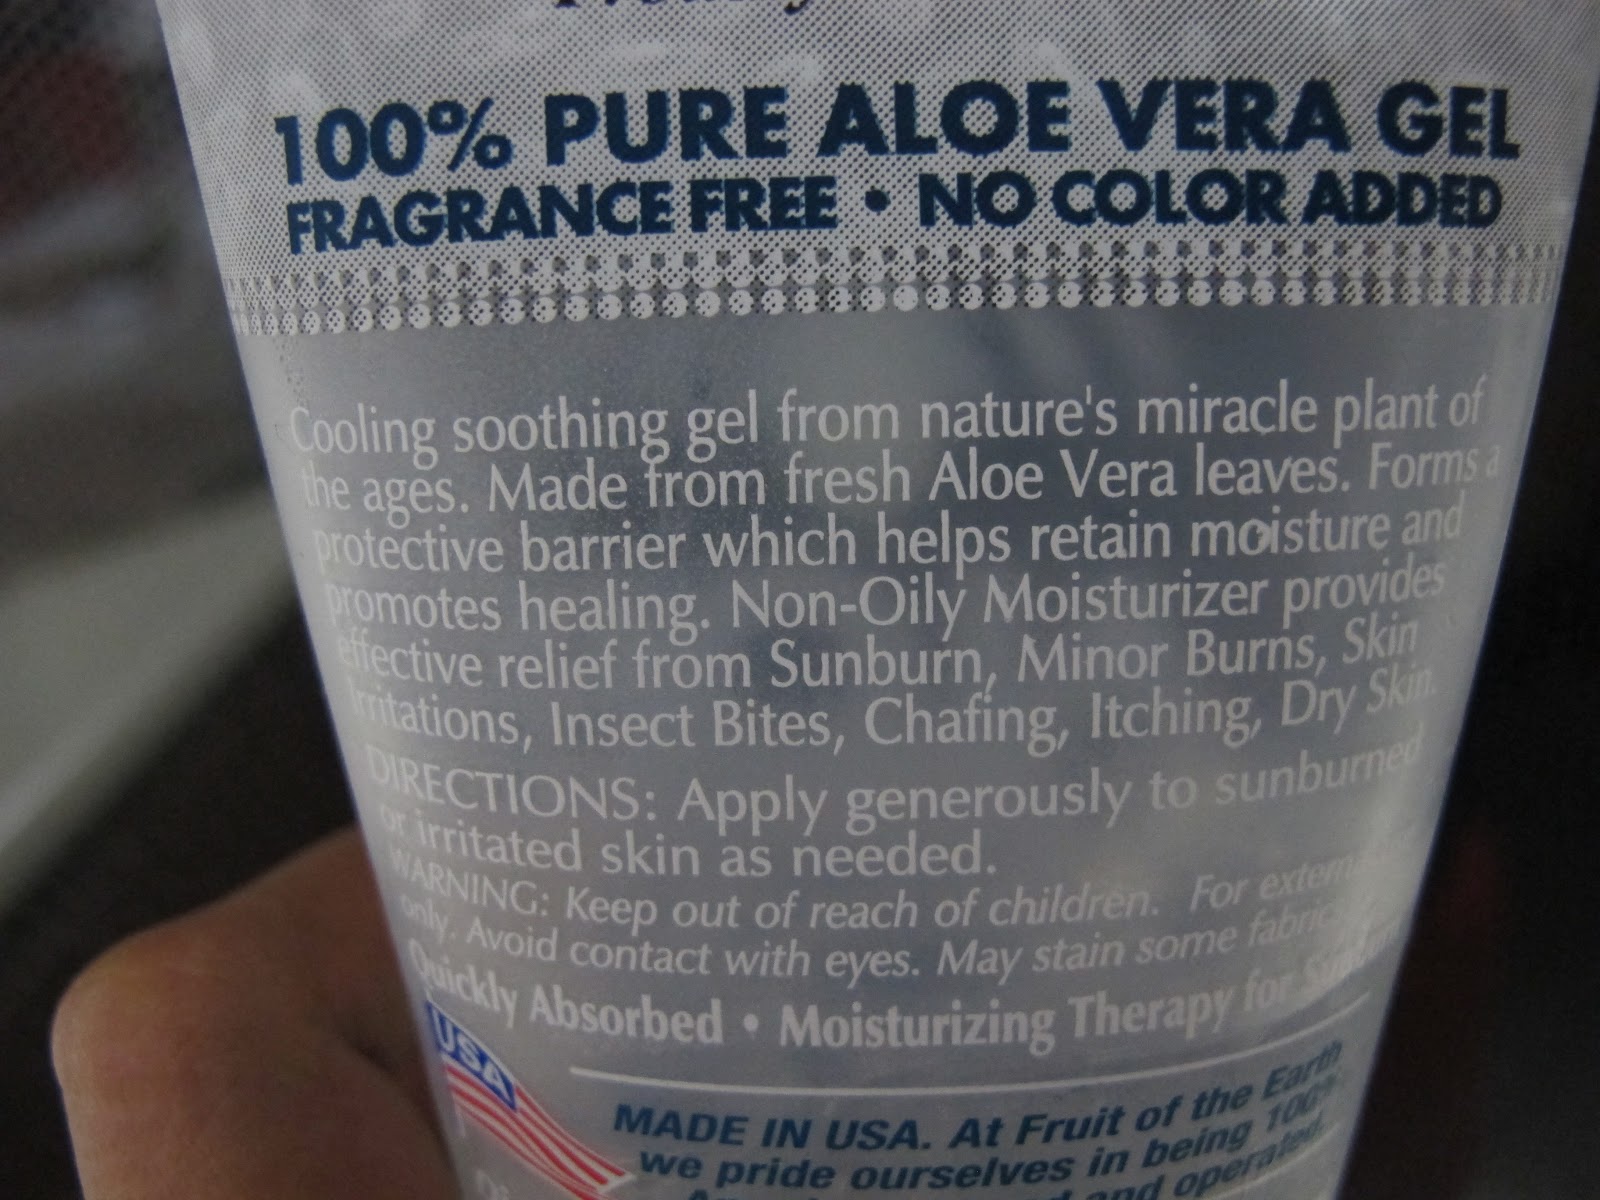 100% PURE ALOE VERA GEL
FRAGRANCE FREE • NO COLOR ADDED
Cooling soothing gel from nature's miracle plant of
the ages. Made from fresh Aloe Vera leaves. Forms a
protective barrier which helps retain moisture and
promotes healing. Non-Oily Moisturizer provides
effective relief from Sunburn, Minor Burns, Skin
Irritations, Insect Bites, Chafing, Itching, Dry Skin.
DIRECTIONS: Apply generously to sunburned
or irritated skin as needed.
WARNING: Keep out of reach of children. For external
only. Avoid contact with eyes. May stain some fabric
Quickly Absorbed • Moisturizing Therapy for
USA
MADE IN USA. At Fruit of the Earth
we pride ourselves in being 100%
and operated.